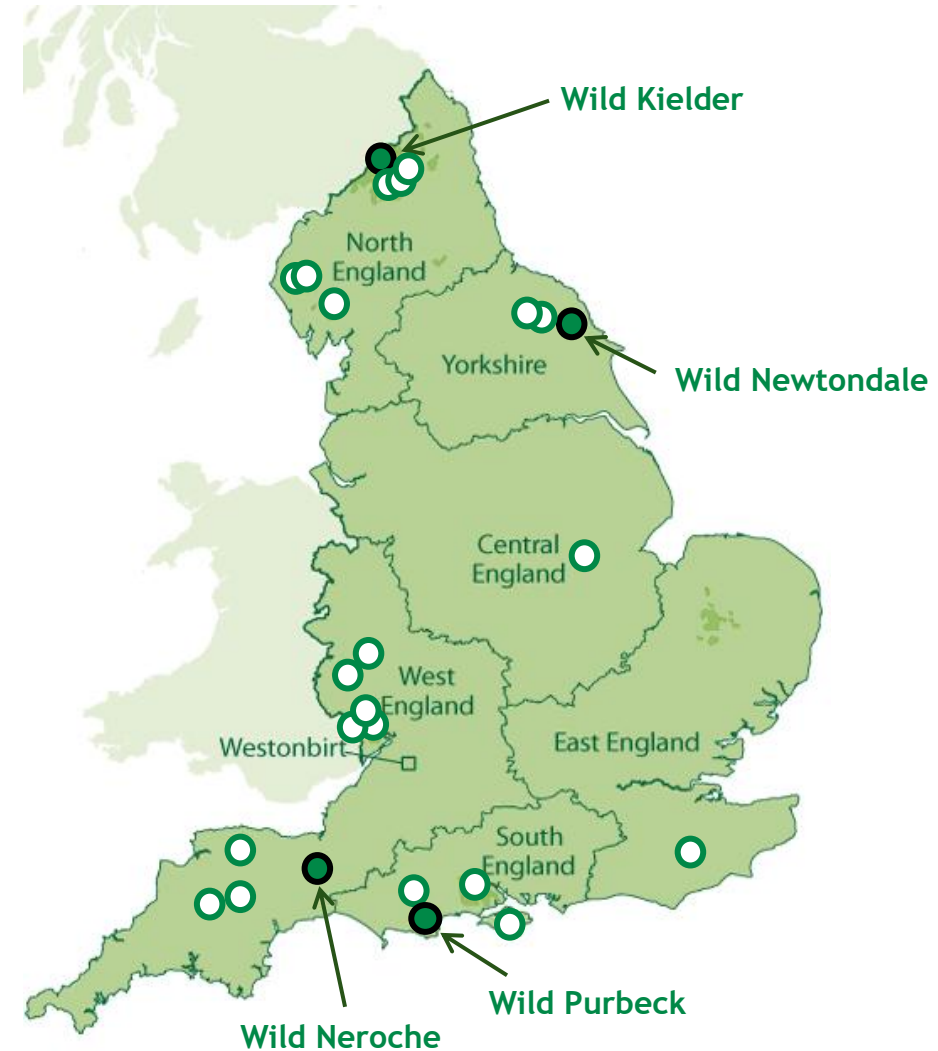 Wild Kielder
North
England
Yorkshire
Wild Newtondale
Central
England
West
England
Westonbirt
East England
South
England
Wild Purbeck
Wild Neroche